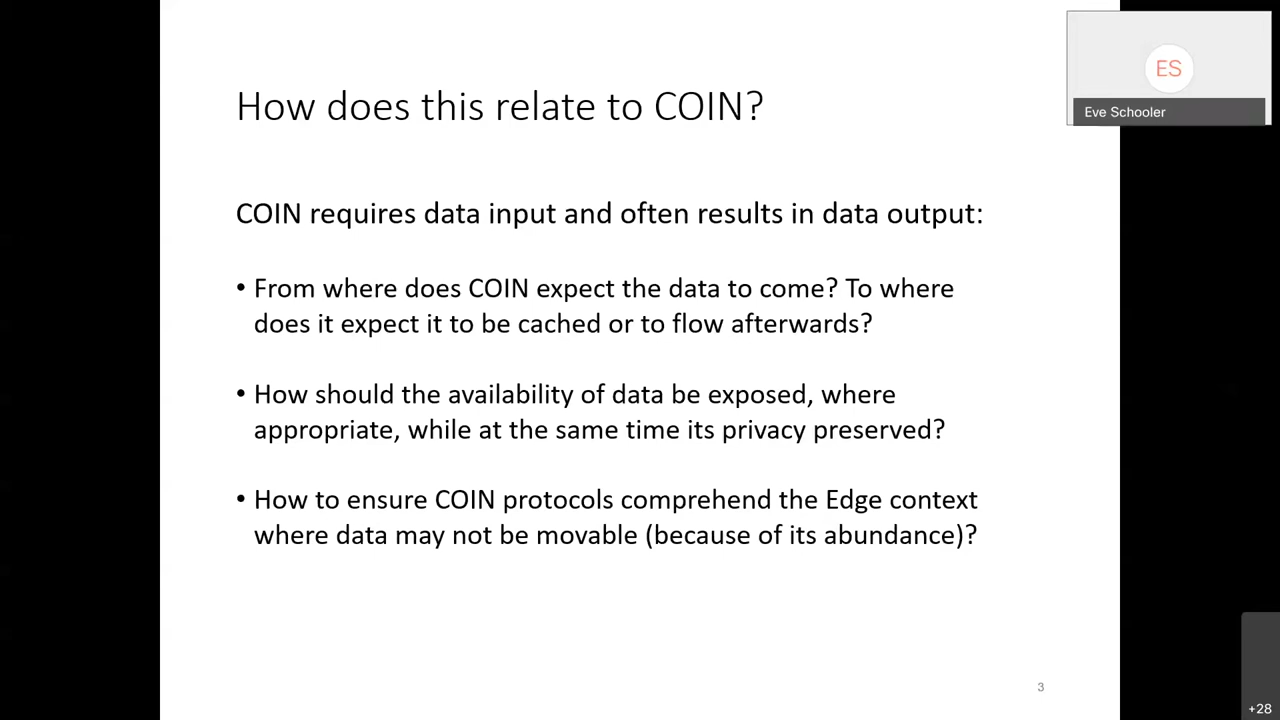 How does this relate to COIN?
ES
Eve Schooler
COIN requires data input and often results in data output:
• From where does COIN expect the data to come? To where
does it expect it to be cached or to flow afterwards?
• How should the availability of data be exposed, where
appropriate, while at the same time its privacy preserved?
• How to ensure COIN protocols comprehend the Edge context
where data may not be movable (because of its abundance)?
3
+28